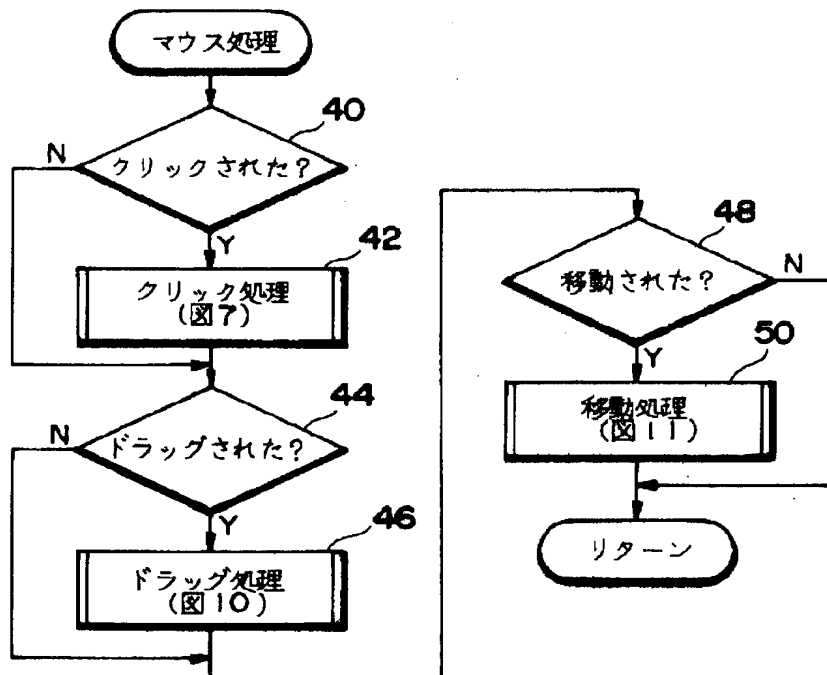 マウス処理
40
クリックされた?
N
Y
42
クリック処理
(図7)
44
ドラッグされた?
N
Y
46
ドラッグ処理
(図10)
48
移動された?
N
Y
50
移動処理
(図11)
リターン